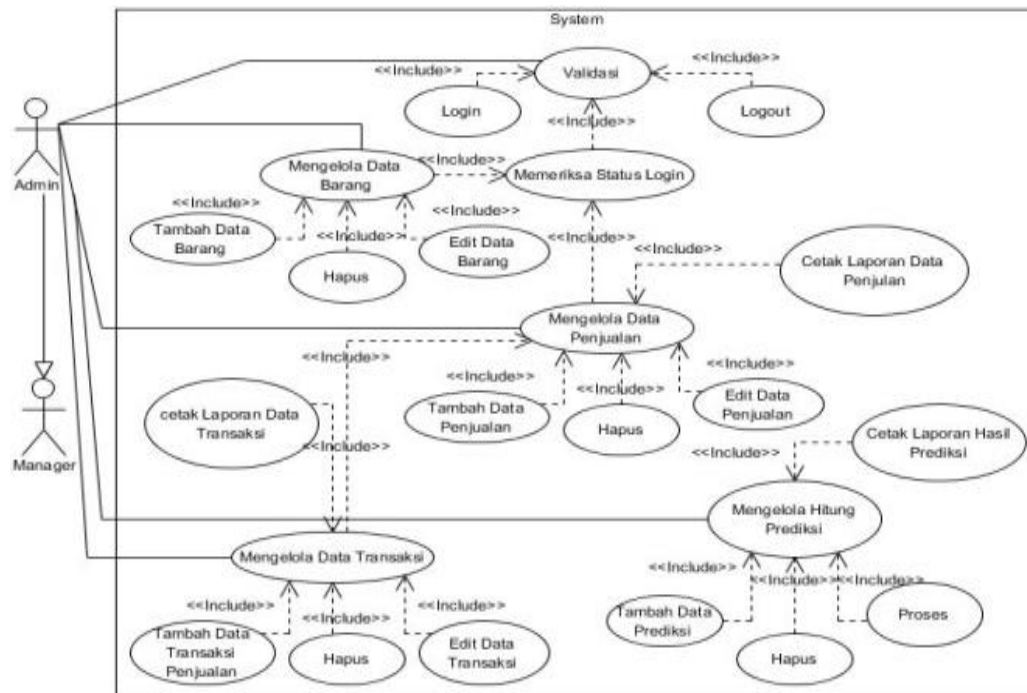 System
<<Include>>
Validasi
<<Include>>
Login
Logout
<<Include>>
Admin
Mengelola Data
Barang
<<Include>>
Memeriksa Status Login
<<Include>>
<<Include>>
<<Include>>
Tambah Data
Barang
Hapus
Edit Data
Barang
<<Include>>
<<Include>>
Cetak Laporan Data
Penjulan
Mengelola Data
Penjualan
<<Include>>
<<Include>>
<<Include>>
<<Include>>
Tambah Data
Penjualan
Hapus
Edit Data
Penjualan
cetak Laporan Data
Transaksi
<<Include>>
Manager
Cetak Laporan Hasil
Prediksi
<<Include>>
Mengelola Hitung
Prediksi
Mengelola Data Transaksi
<<Include>>
<<Include>>
<<Include>>
<<Include>>
<<Include>>
<<Include>>
Tambah Data
Prediksi
Hapus
Proses
Tambah Data
Transaksi
Penjualan
Hapus
Edit Data
Transaksi